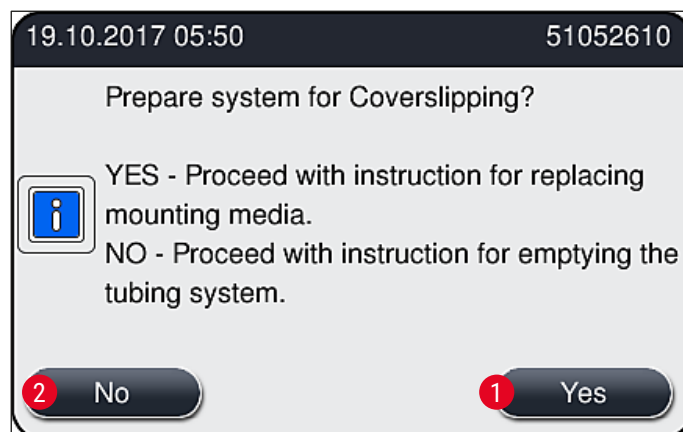 19.10.2017 05:50 51052610
Prepare system for Coverslipping?
YES - Proceed with instruction for replacing
mounting media.
NO - Proceed with instruction for emptying the
tubing system.
2 No 1 Yes